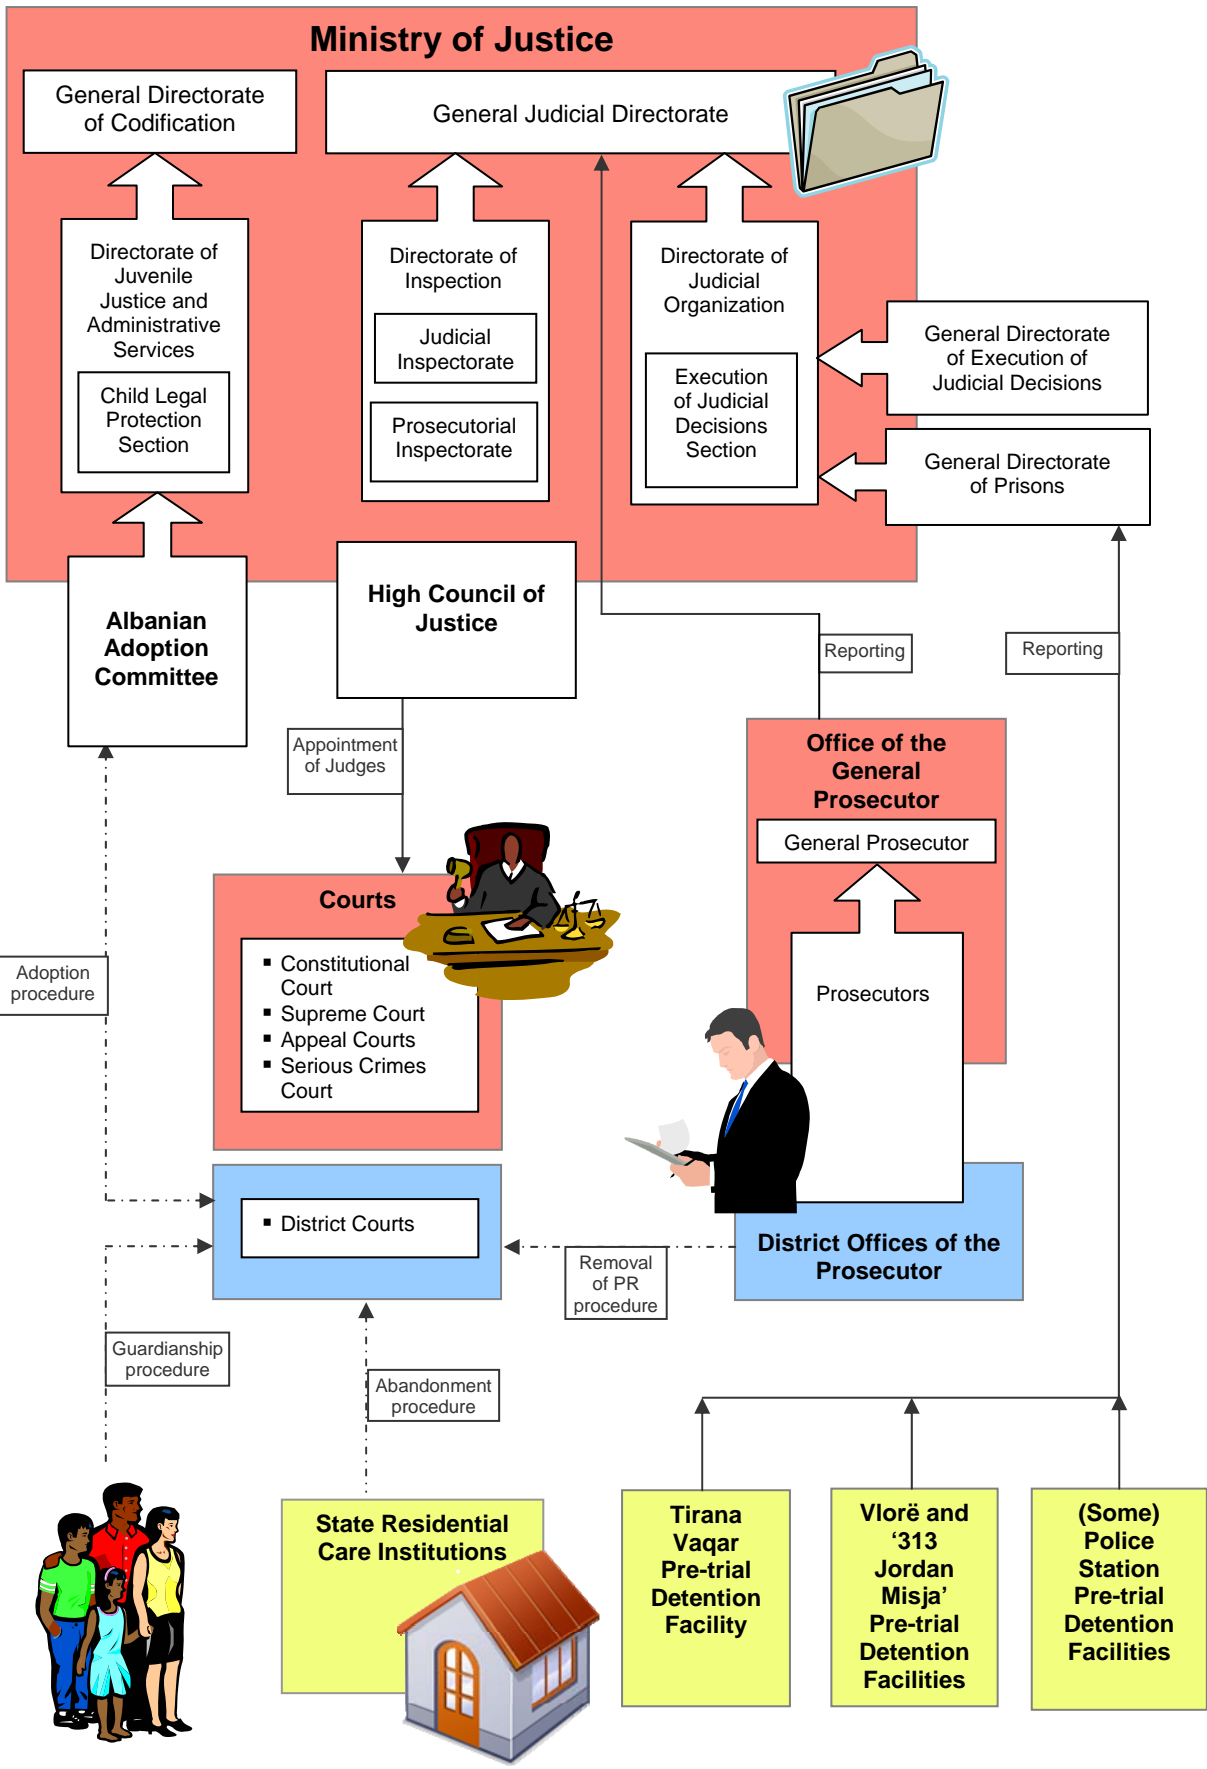 Ministry of Justice
General Directorate
of Codification
General Judicial Directorate
Directorate of
Juvenile
Justice and
Administrative
Services
Child Legal
Protection
Section
Directorate of
Inspection
Judicial
Inspectorate
Prosecutorial
Inspectorate
Directorate of
Judicial
Organization
Execution
of Judicial
Decisions
Section
General Directorate
of Execution of
Judicial Decisions
General Directorate
of Prisons
Albanian
Adoption
Committee
High Council of
Justice
Reporting
Reporting
Appointment
of Judges
Office of the
General
Prosecutor
General Prosecutor
Prosecutors
Courts
▪ Constitutional
Court
▪ Supreme Court
▪ Appeal Courts
▪ Serious Crimes
Court
Adoption
procedure
▪ District Courts
District Offices of the
Prosecutor
Removal
of PR
procedure
Guardianship
procedure
Abandonment
procedure
State Residential
Care Institutions
Tirana
Vaqar
Pre-trial
Detention
Facility
Vlorë and
‘313
Jordan
Misja’
Pre-trial
Detention
Facilities
(Some)
Police
Station
Pre-trial
Detention
Facilities